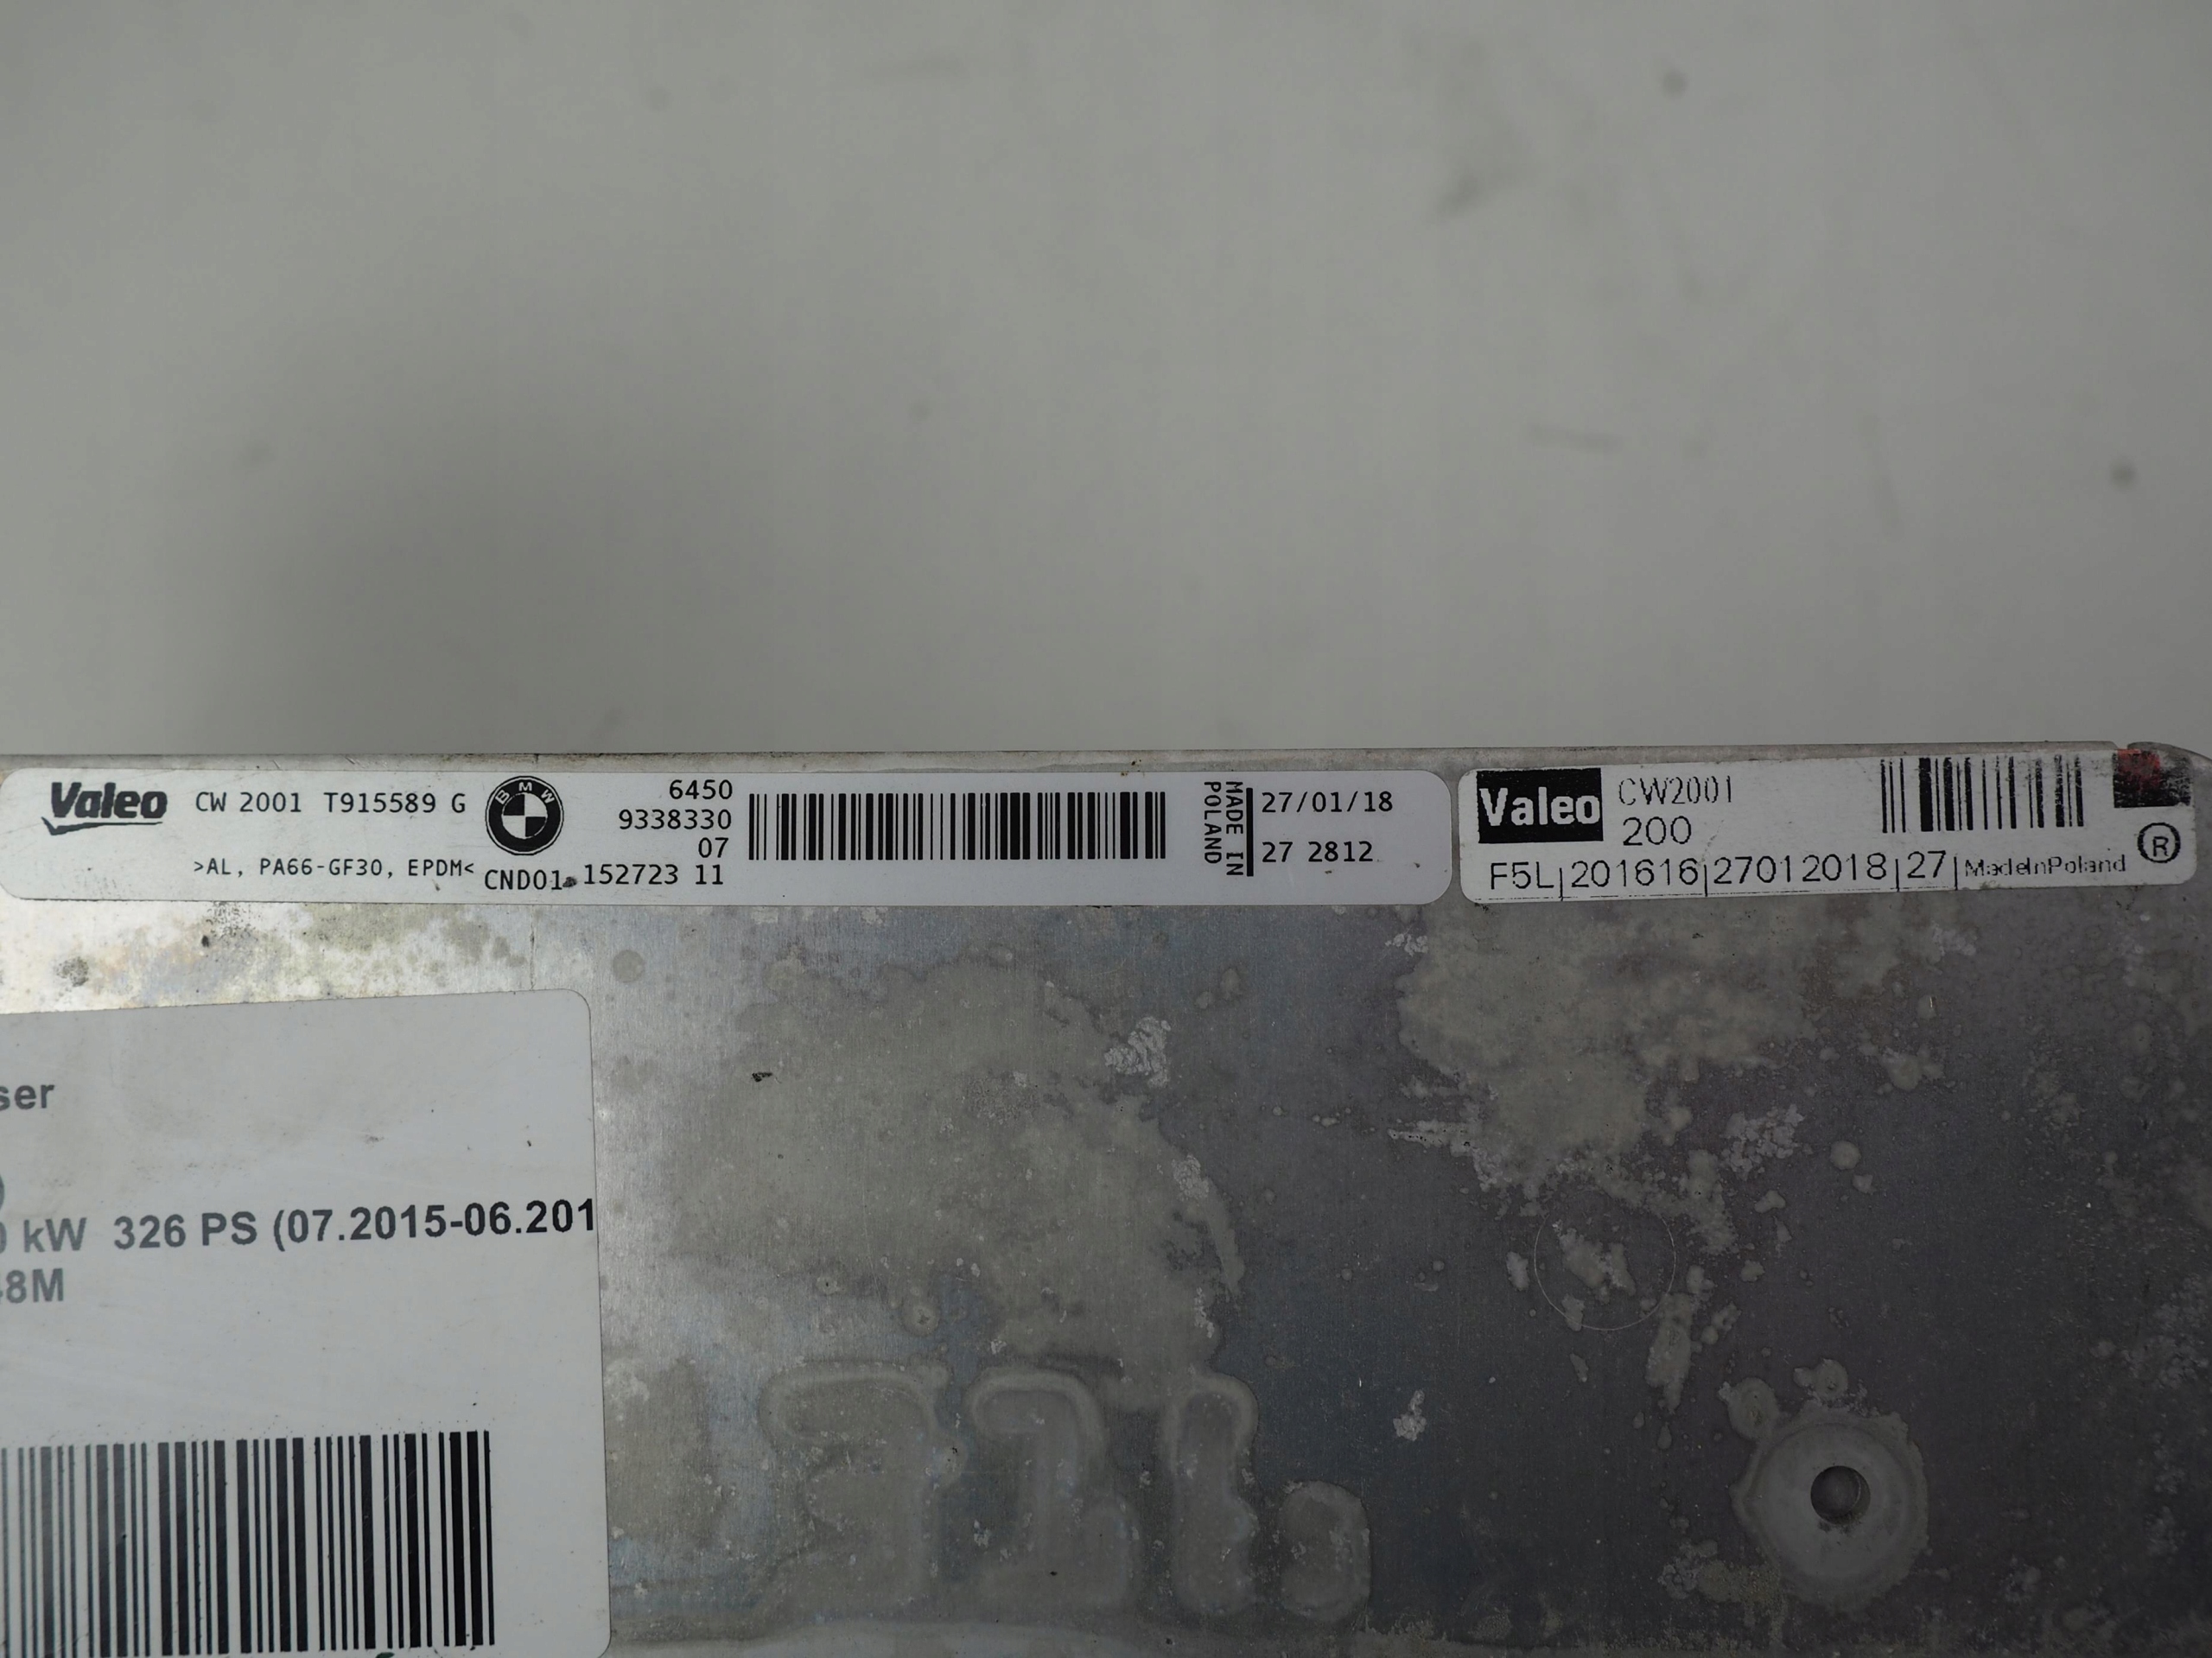 Valeo CW 2001 T915589 G
>AL, PA66-GF30, EPDM<
BMW
6450
9338330
07
CND01 152723 11
MADE IN
POLAND
27/01/18
27 2812
Valeo CW2001
200
F5L|201616|27012018|27|MadeInPoland
®
ser
kW 326 PS (07.2015-06.201
8M